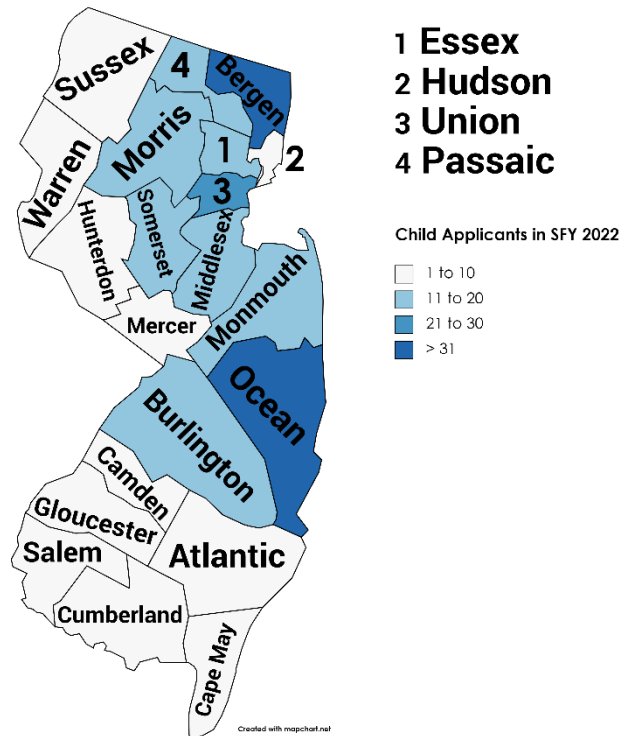 1 Essex
2 Hudson
3 Union
4 Passaic
Child Applicants in SFY 2022
1 to 10
11 to 20
21 to 30
> 31
Sussex
4
Bergen
Morris
1
2
Warren
3
Hunterdon
Somerset
Middlesex
Mercer
Monmouth
Ocean
Burlington
Camden
Gloucester
Salem
Atlantic
Cumberland
Cape May
Created with mapchart.net